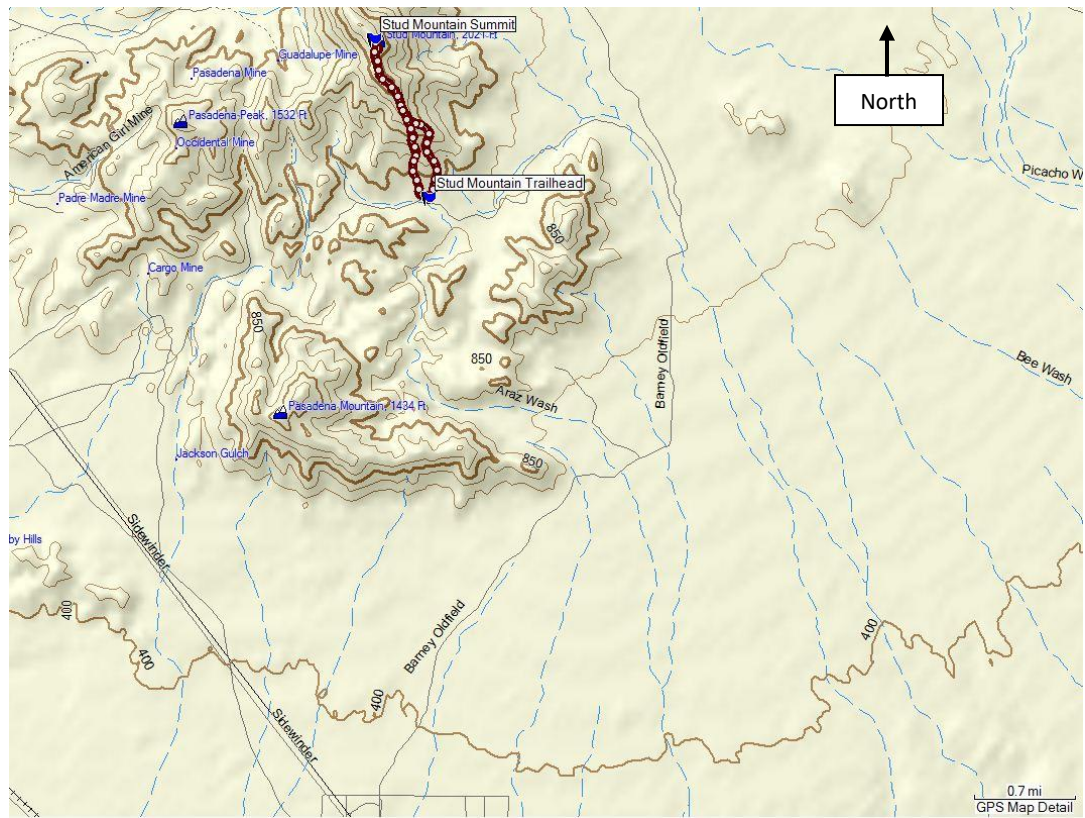 Stud Mountain Summit
Stud Mountain, 2021 Ft
Guadalupe Mine
Pasadena Mine
North
Pasadena Peak, 1532 Ft
American Girl Mine
Occidental Mine
Picacho W
Stud Mountain Trailhead
Padre Madre Mine
850
Cargo Mine
850
Barney Oldfield
850
Bee Wash
Araz Wash
Pasadena Mountain, 1434 Ft
Jackson Gulch
850
Sidewinder
by Hills
400
400
Barney Oldfield
400
400
Sidewinder
0.7 mi
GPS Map Detail